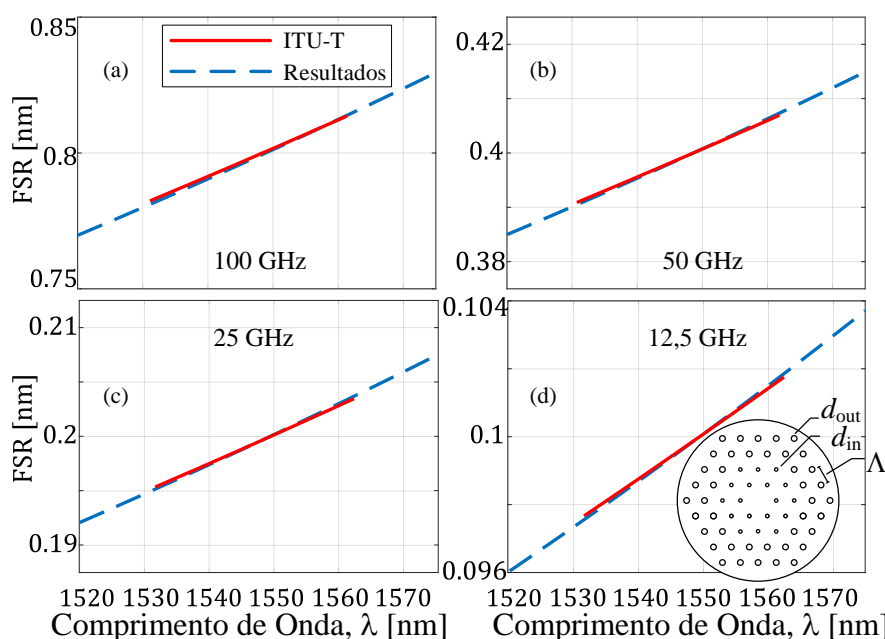 0.85
0.8
0.75
FSR [nm]
(a)
ITU-T
Resultados
100 GHz
0.42
0.4
0.38
(b)
50 GHz
0.21
0.2
0.19
FSR [nm]
25 GHz
(c)
1520 1530 1540 1550 1560 1570
Comprimento de Onda, λ [nm]
0.104
0.1
0.096
12,5 GHz
(d)
d_out
d_in
Λ
1520 1530 1540 1550 1560 1570
Comprimento de Onda, λ [nm]